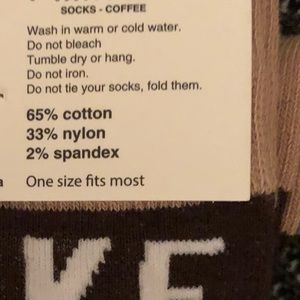 SOCKS - COFFEE
Wash in warm or cold water.
Do not bleach
Tumble dry or hang.
Do not iron.
Do not tie your socks, fold them.
65% cotton
33% nylon
2% spandex
One size fits most
KE